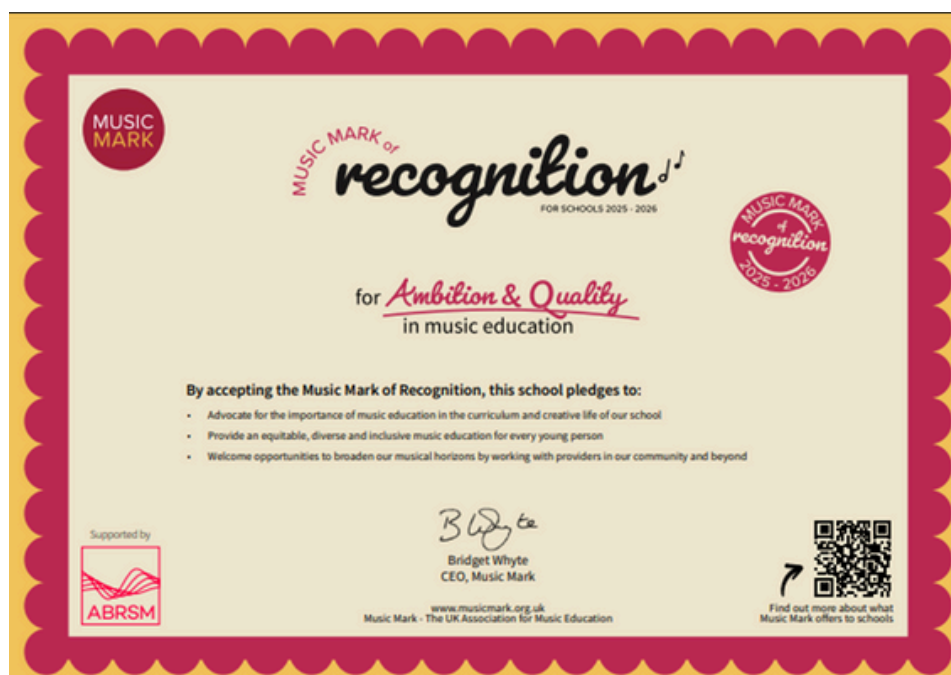 MUSIC
MARK
MUSIC MARK of
recognition
FOR SCHOOLS 2025 - 2026
MUSIC MARK
of
recognition
2025 - 2026
for Ambition & Quality
in music education
By accepting the Music Mark of Recognition, this school pledges to:
• Advocate for the importance of music education in the curriculum and creative life of our school
• Provide an equitable, diverse and inclusive music education for every young person
• Welcome opportunities to broaden our musical horizons by working with providers in our community and beyond
B Whyte
Bridget Whyte
CEO, Music Mark
www.musicmark.org.uk
Music Mark - The UK Association for Music Education
Supported by
ABRSM
Find out more about what
Music Mark offers to schools